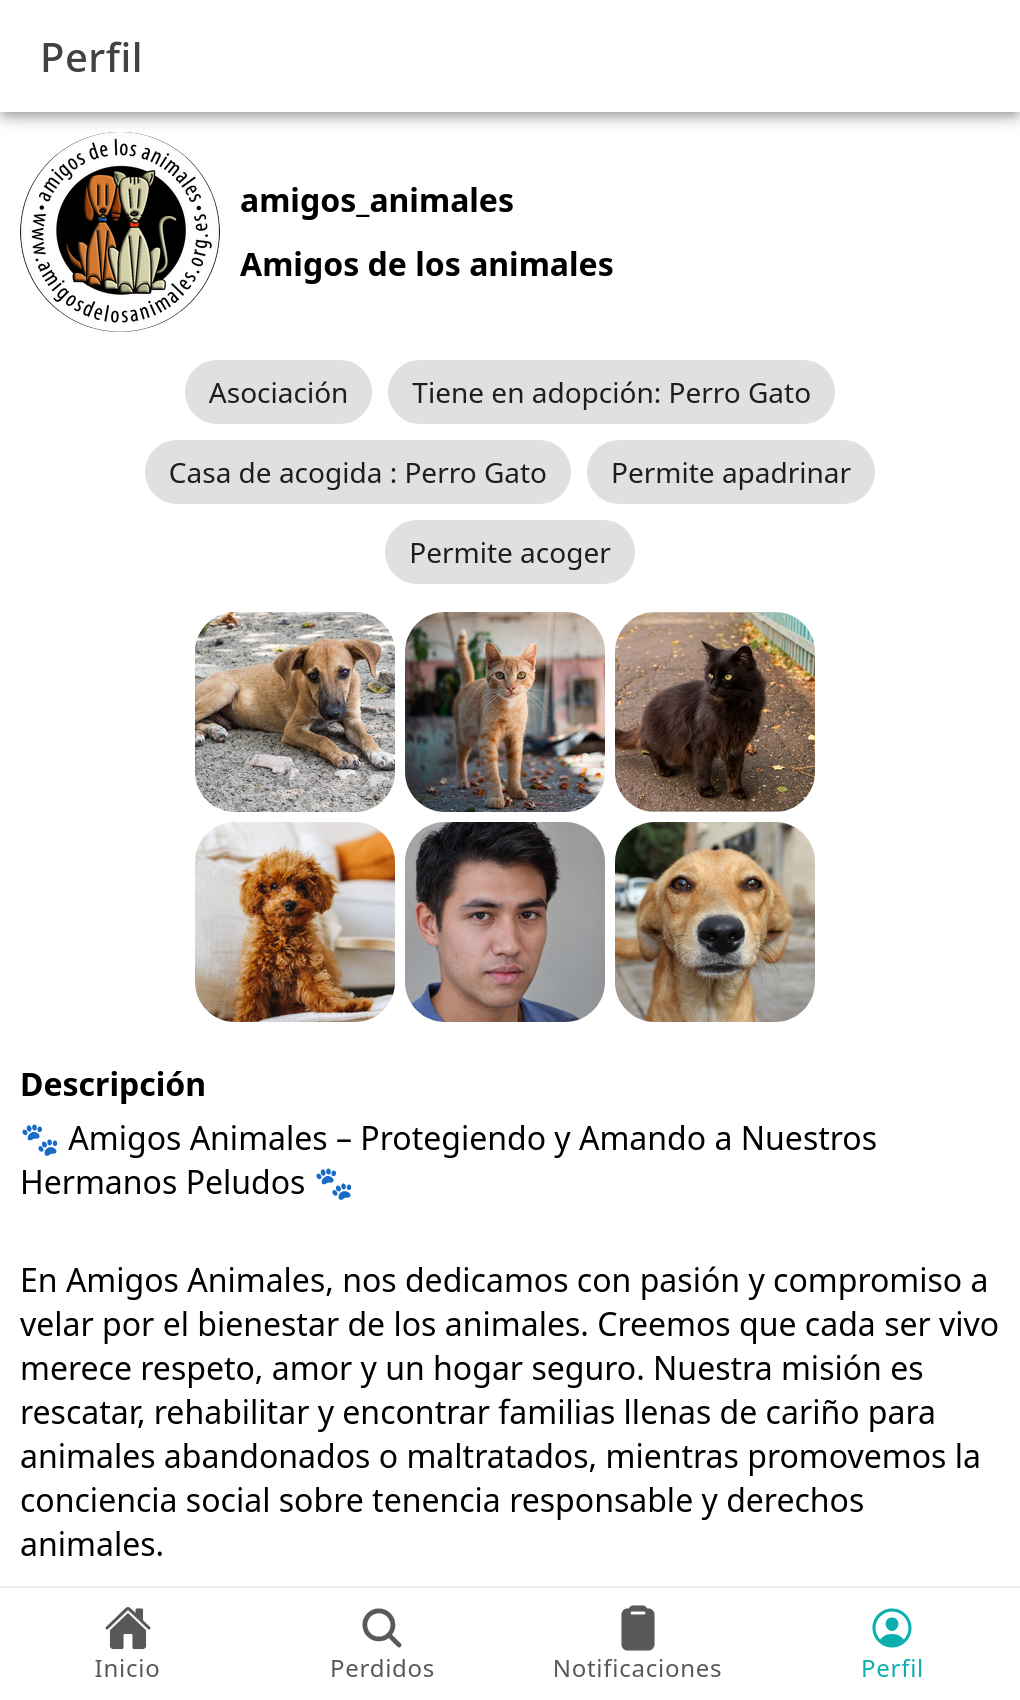 Perfil
• amigos de los animales •
www.amigosdelosanimales.org.es
amigos_animales
Amigos de los animales
Asociación
Tiene en adopción: Perro Gato
Casa de acogida : Perro Gato
Permite apadrinar
Permite acoger
Descripción
🐾 Amigos Animales – Protegiendo y Amando a Nuestros
Hermanos Peludos 🐾
En Amigos Animales, nos dedicamos con pasión y compromiso a
velar por el bienestar de los animales. Creemos que cada ser vivo
merece respeto, amor y un hogar seguro. Nuestra misión es
rescatar, rehabilitar y encontrar familias llenas de cariño para
animales abandonados o maltratados, mientras promovemos la
conciencia social sobre tenencia responsable y derechos
animales.
Inicio
Perdidos
Notificaciones
Perfil